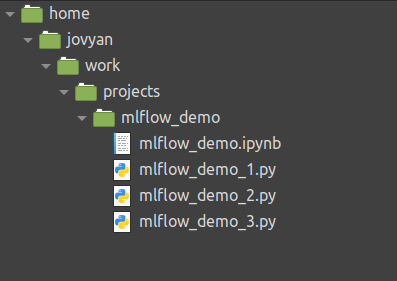 home
jovyan
work
projects
mlflow_demo
mlflow_demo.ipynb
mlflow_demo_1.py
mlflow_demo_2.py
mlflow_demo_3.py